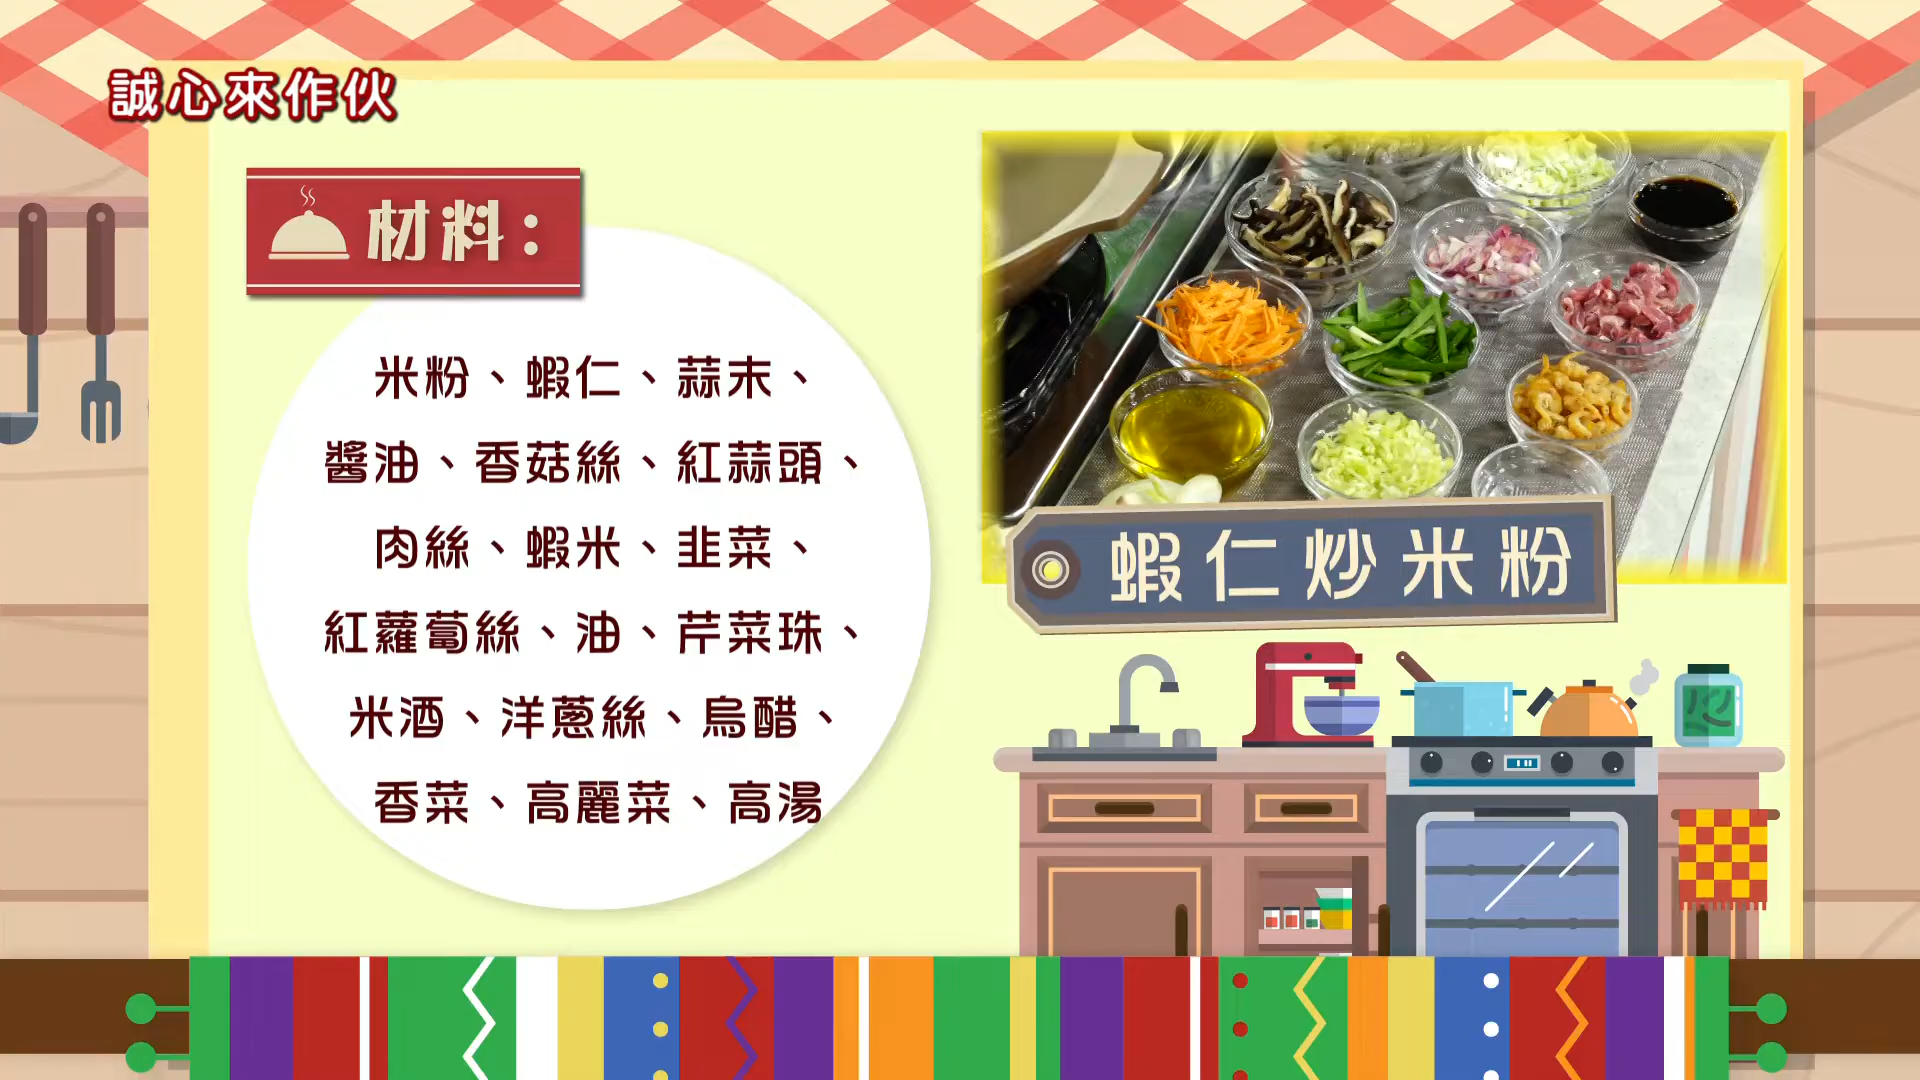 誠心來作伙
材料：
米粉、蝦仁、蒜末、
醬油、香菇絲、紅蒜頭、
肉絲、蝦米、韭菜、
紅蘿蔔絲、油、芹菜珠、
米酒、洋蔥絲、烏醋、
香菜、高麗菜、高湯
蝦仁炒米粉